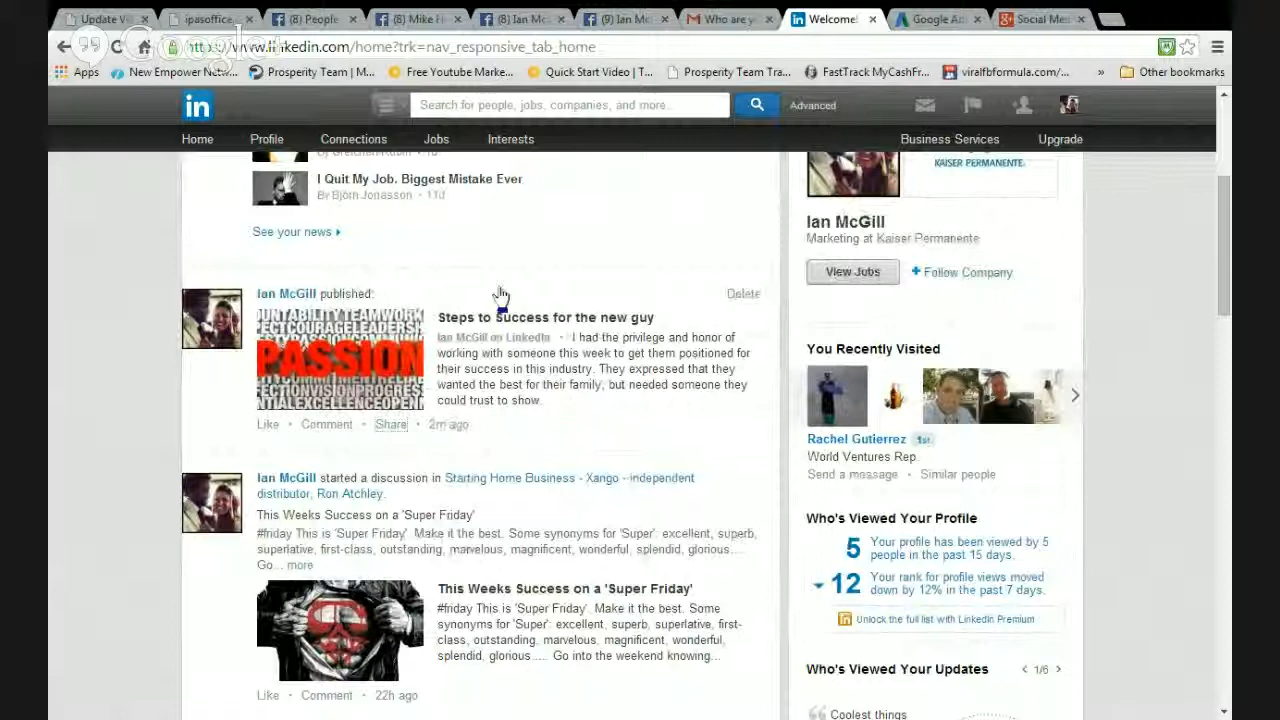 Update V
ipasoffice.
(8) People
(8) Mike F
(8) Ian Mc
(9) Ian Mc
Who are y
Welcome!
Google A
Social Me
https://www.linkedin.com/home?trk=nav_responsive_tab_home
Google+
Apps
New Empower Netw...
Prosperity Team | M...
Free Youtube Marke...
Quick Start Video | T...
Prosperity Team Tra...
FastTrack MyCashFr...
viralfbformula.com/...
»
Other bookmarks
in
Search for people, jobs, companies, and more...
Advanced
Home
Profile
Connections
Jobs
Interests
Business Services
Upgrade
By Gretchen Rubin
I Quit My Job. Biggest Mistake Ever
By Bjorn Jonasson · 11d
See your news
Ian McGill published:
Delete
PASSION
Steps to Success for the new guy
Ian McGill on LinkedIn · I had the privilege and honor of
working with someone this week to get them positioned for
their success in this industry. They expressed that they
wanted the best for their family, but needed someone they
could trust to show.
Like · Comment · Share · 2m ago
Ian McGill started a discussion in Starting Home Business - Xango - independent
distributor, Ron Atchley.
This Weeks Success on a 'Super Friday'
#friday This is 'Super Friday'. Make it the best. Some synonyms for 'Super': excellent, superb,
superlative, first-class, outstanding, marvelous, magnificent, wonderful, splendid, glorious....
Go... more
This Weeks Success on a 'Super Friday'
#friday This is 'Super Friday'. Make it the best. Some
synonyms for 'Super': excellent, superb, superlative, first-
class, outstanding, marvelous, magnificent, wonderful,
splendid, glorious.... Go into the weekend knowing...
Like · Comment · 22h ago
KAISER PERMANENTE.
Ian McGill
Marketing at Kaiser Permanente
View Jobs
+ Follow Company
You Recently Visited
Rachel Gutierrez 1st
World Ventures Rep.
Send a message · Similar people
Who's Viewed Your Profile
5 Your profile has been viewed by 5
people in the past 15 days.
12 Your rank for profile views moved
down by 12% in the past 7 days.
Unlock the full list with LinkedIn Premium
Who's Viewed Your Updates
1/6
Coolest things